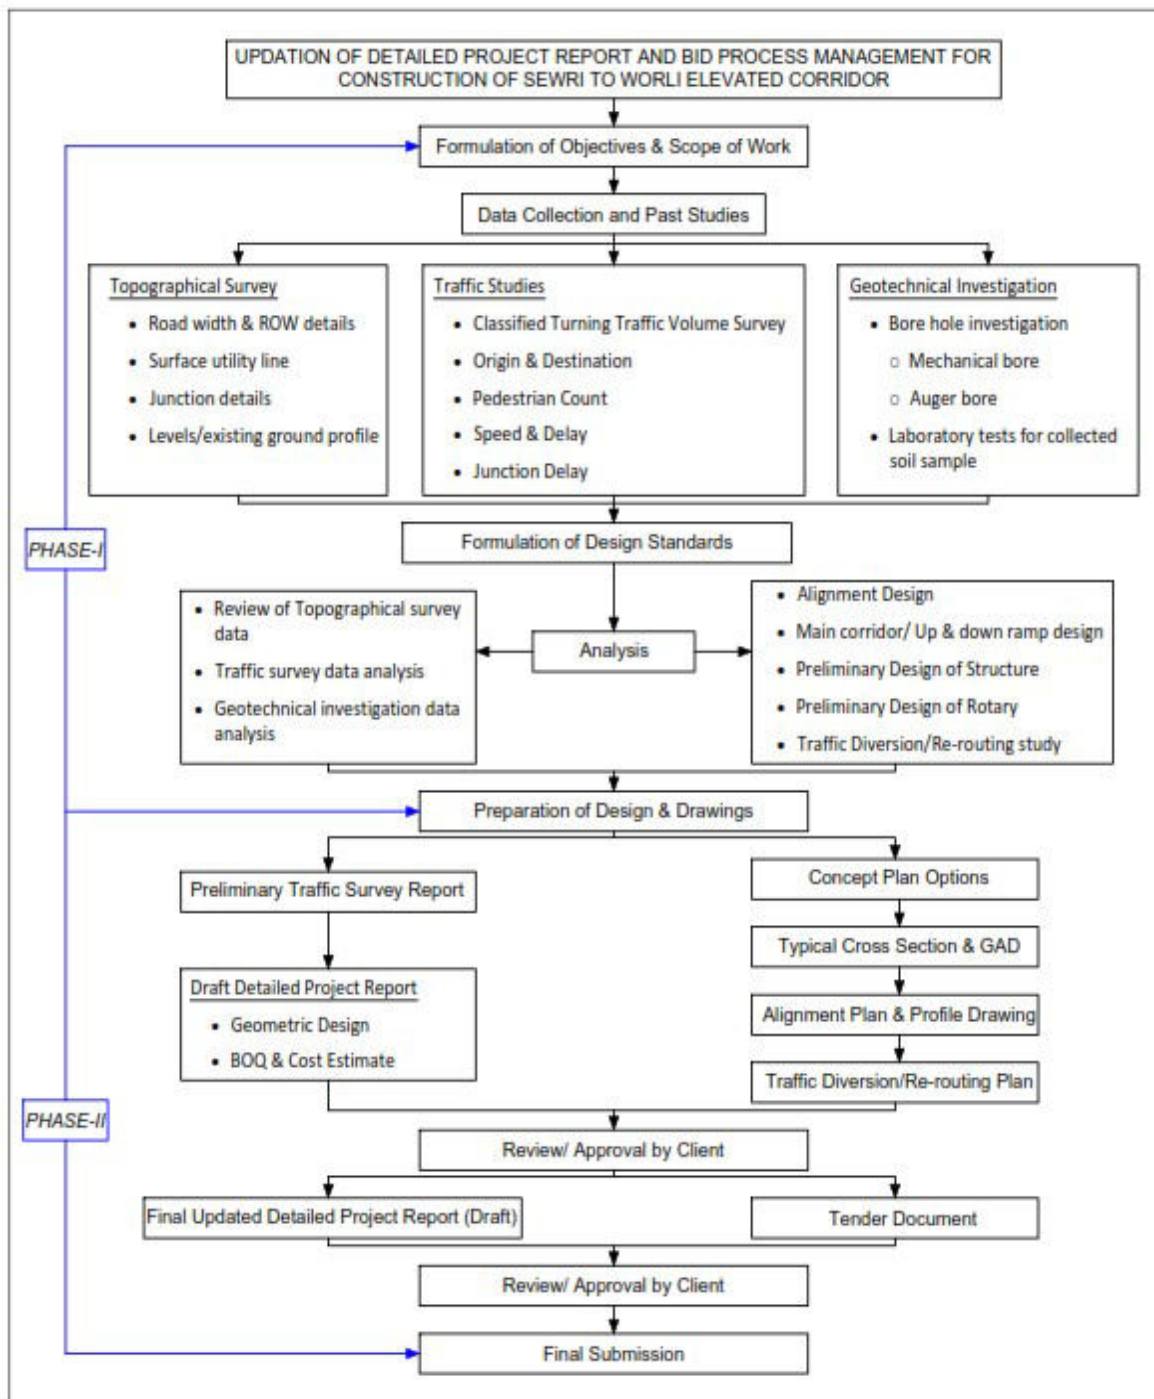 UPDATION OF DETAILED PROJECT REPORT AND BID PROCESS MANAGEMENT FOR
CONSTRUCTION OF SEWRI TO WORLI ELEVATED CORRIDOR
Formulation of Objectives & Scope of Work
Data Collection and Past Studies
Topographical Survey
• Road width & ROW details
• Surface utility line
• Junction details
• Levels/existing ground profile
Traffic Studies
• Classified Turning Traffic Volume Survey
• Origin & Destination
• Pedestrian Count
• Speed & Delay
• Junction Delay
Geotechnical Investigation
• Bore hole investigation
o Mechanical bore
o Auger bore
• Laboratory tests for collected
soil sample
PHASE-I
Formulation of Design Standards
• Review of Topographical survey
data
• Traffic survey data analysis
• Geotechnical investigation data
analysis
Analysis
• Alignment Design
• Main corridor/ Up & down ramp design
• Preliminary Design of Structure
• Preliminary Design of Rotary
• Traffic Diversion/Re-routing study
Preparation of Design & Drawings
Preliminary Traffic Survey Report
Draft Detailed Project Report
• Geometric Design
• BOQ & Cost Estimate
Concept Plan Options
Typical Cross Section & GAD
Alignment Plan & Profile Drawing
Traffic Diversion/Re-routing Plan
PHASE-II
Review/ Approval by Client
Final Updated Detailed Project Report (Draft)
Tender Document
Review/ Approval by Client
Final Submission